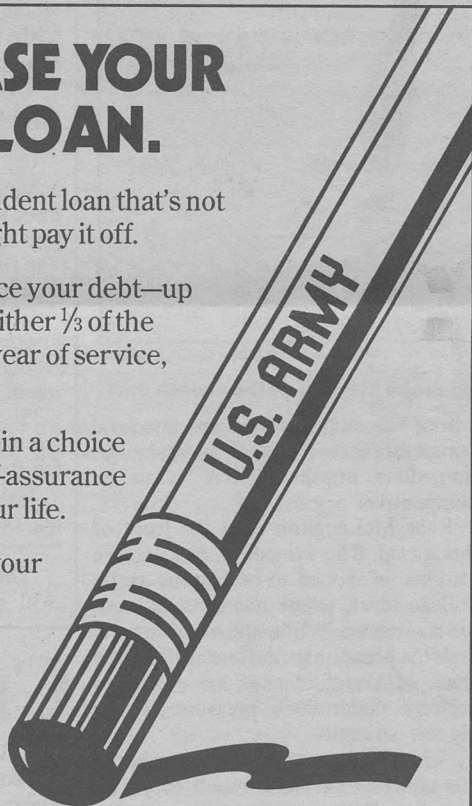 SE YOUR
LOAN.
dent loan that's not
ght pay it off.
ce your debt—up
ither ⅓ of the
year of service,
in a choice
f-assurance
ur life.
your
U.S. ARMY